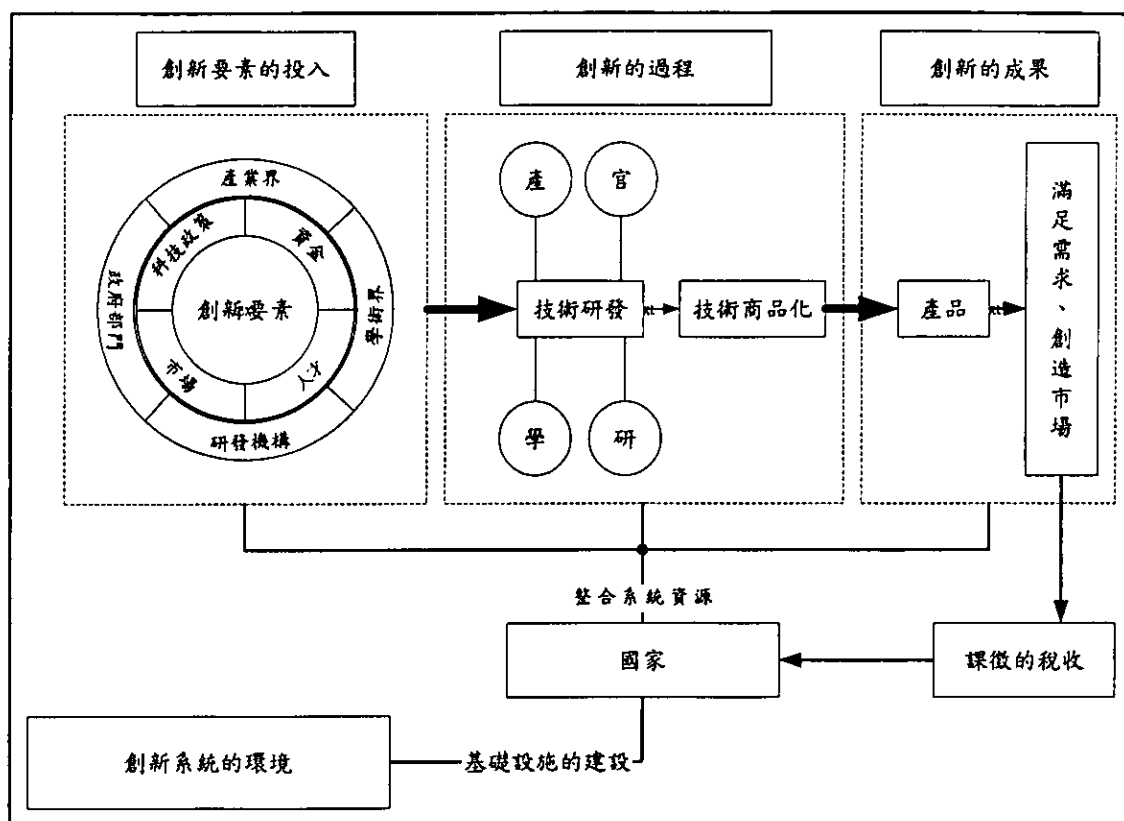 創新要素的投入
創新的過程
創新的成果
產業界
科技政策
資金
政府部門
創新要素
學術界
市場
人才
研發機構
產
官
技術研發
技術商品化
學
研
產品
滿足需求、創造市場
整合系統資源
國家
課徵的稅收
創新系統的環境
基礎設施的建設